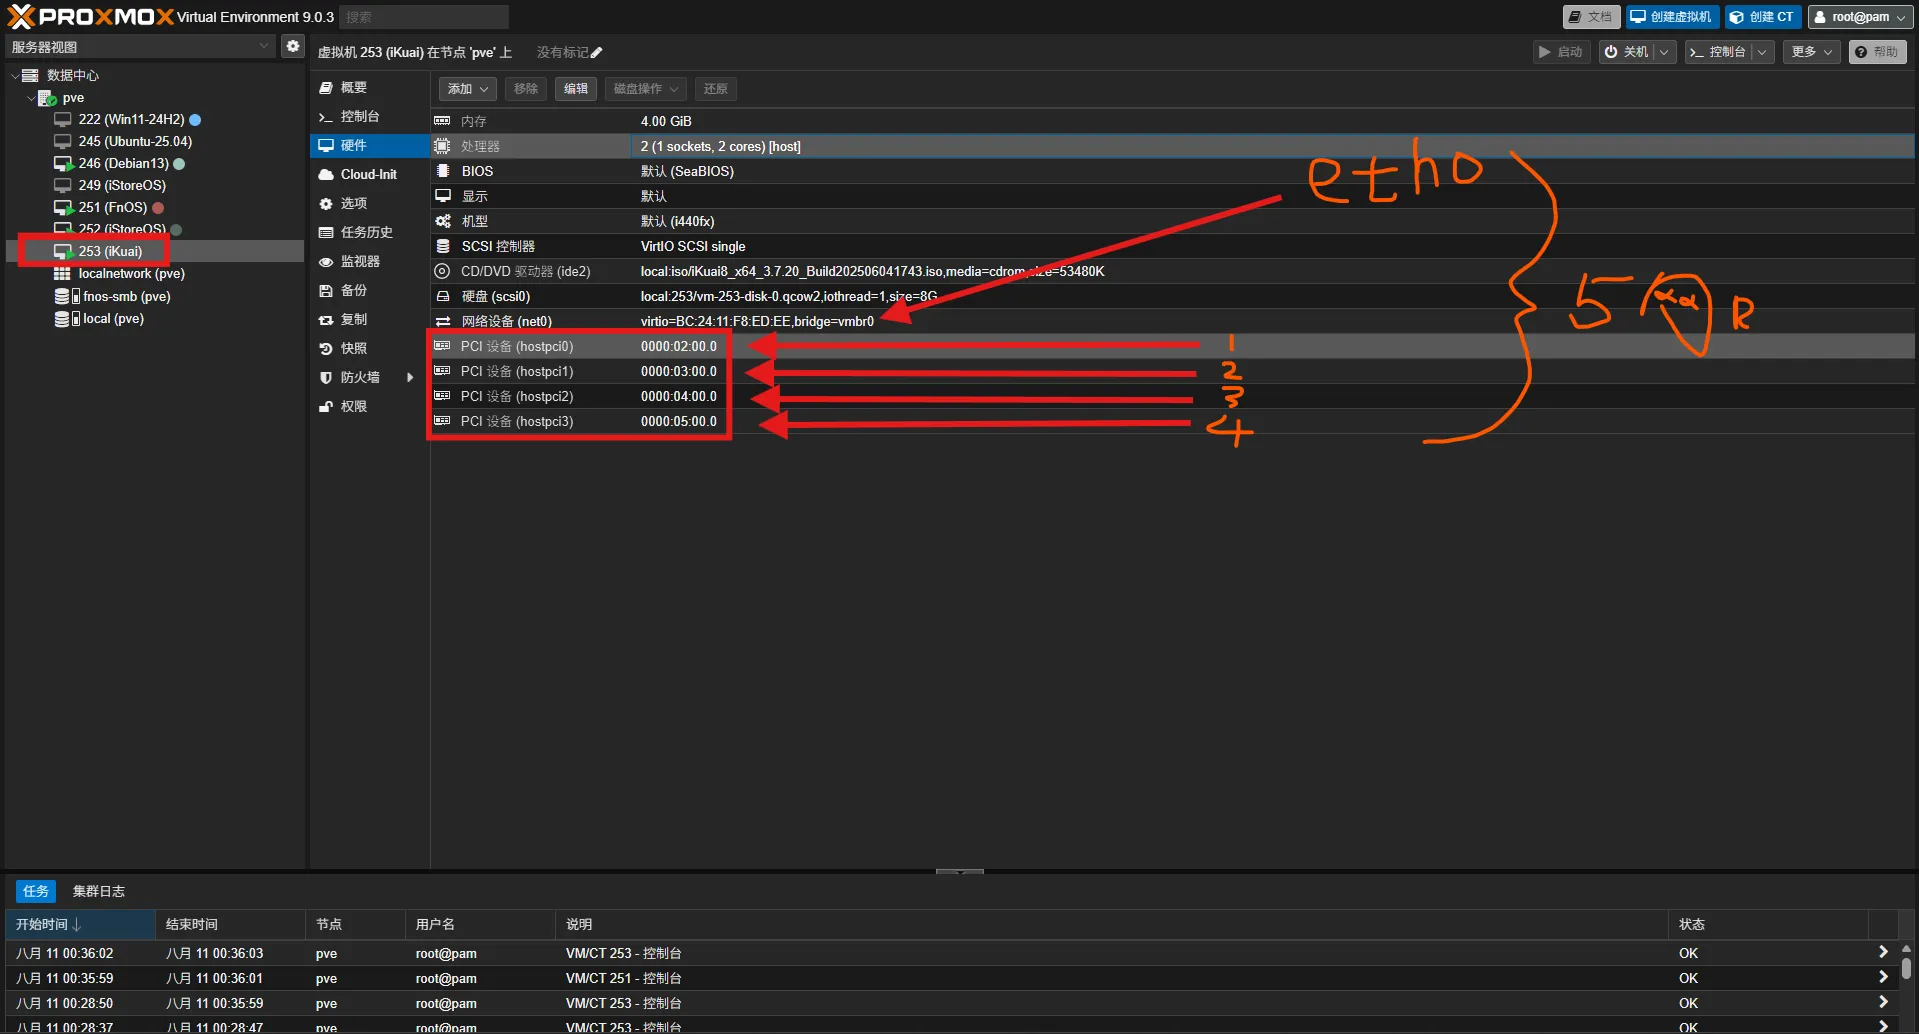 PROXMOX Virtual Environment 9.0.3 搜索 文档 创建虚拟机 创建 CT root@pam
服务器视图
数据中心
pve
222 (Win11-24H2)
245 (Ubuntu-25.04)
246 (Debian13)
249 (iStoreOS)
251 (FnOS)
252 (iStoreOS)
253 (iKuai)
localnetwork (pve)
fnos-smb (pve)
local (pve)
虚拟机 253 (iKuai) 在节点 'pve' 上 没有标记 启动 关机 控制台 更多 帮助
概要
控制台
硬件
Cloud-Init
选项
任务历史
监视器
备份
复制
快照
防火墙
权限
添加 移除 编辑 磁盘操作 还原
内存 4.00 GiB
处理器 2 (1 sockets, 2 cores) [host]
BIOS 默认 (SeaBIOS)
显示 默认
机型 默认 (i440fx)
SCSI 控制器 VirtIO SCSI single
CD/DVD 驱动器 (ide2) local:iso/iKuai8_x64_3.7.20_Build202506041743.iso,media=cdrom,size=53480K
硬盘 (scsi0) local:253/vm-253-disk-0.qcow2,iothread=1,size=8G
网络设备 (net0) virtio=BC:24:11:F8:ED:EE,bridge=vmbr0
PCI 设备 (hostpci0) 0000:02:00.0
PCI 设备 (hostpci1) 0000:03:00.0
PCI 设备 (hostpci2) 0000:04:00.0
PCI 设备 (hostpci3) 0000:05:00.0
eth0
1
2
3
4
5
任务 集群日志
开始时间 结束时间 节点 用户名 说明 状态
八月 11 00:36:02 八月 11 00:36:03 pve root@pam VM/CT 253 - 控制台 OK
八月 11 00:35:59 八月 11 00:36:01 pve root@pam VM/CT 251 - 控制台 OK
八月 11 00:28:50 八月 11 00:35:59 pve root@pam VM/CT 253 - 控制台 OK
八月 11 00:28:37 八月 11 00:28:47 pve root@pam VM/CT 253 - 控制台 OK